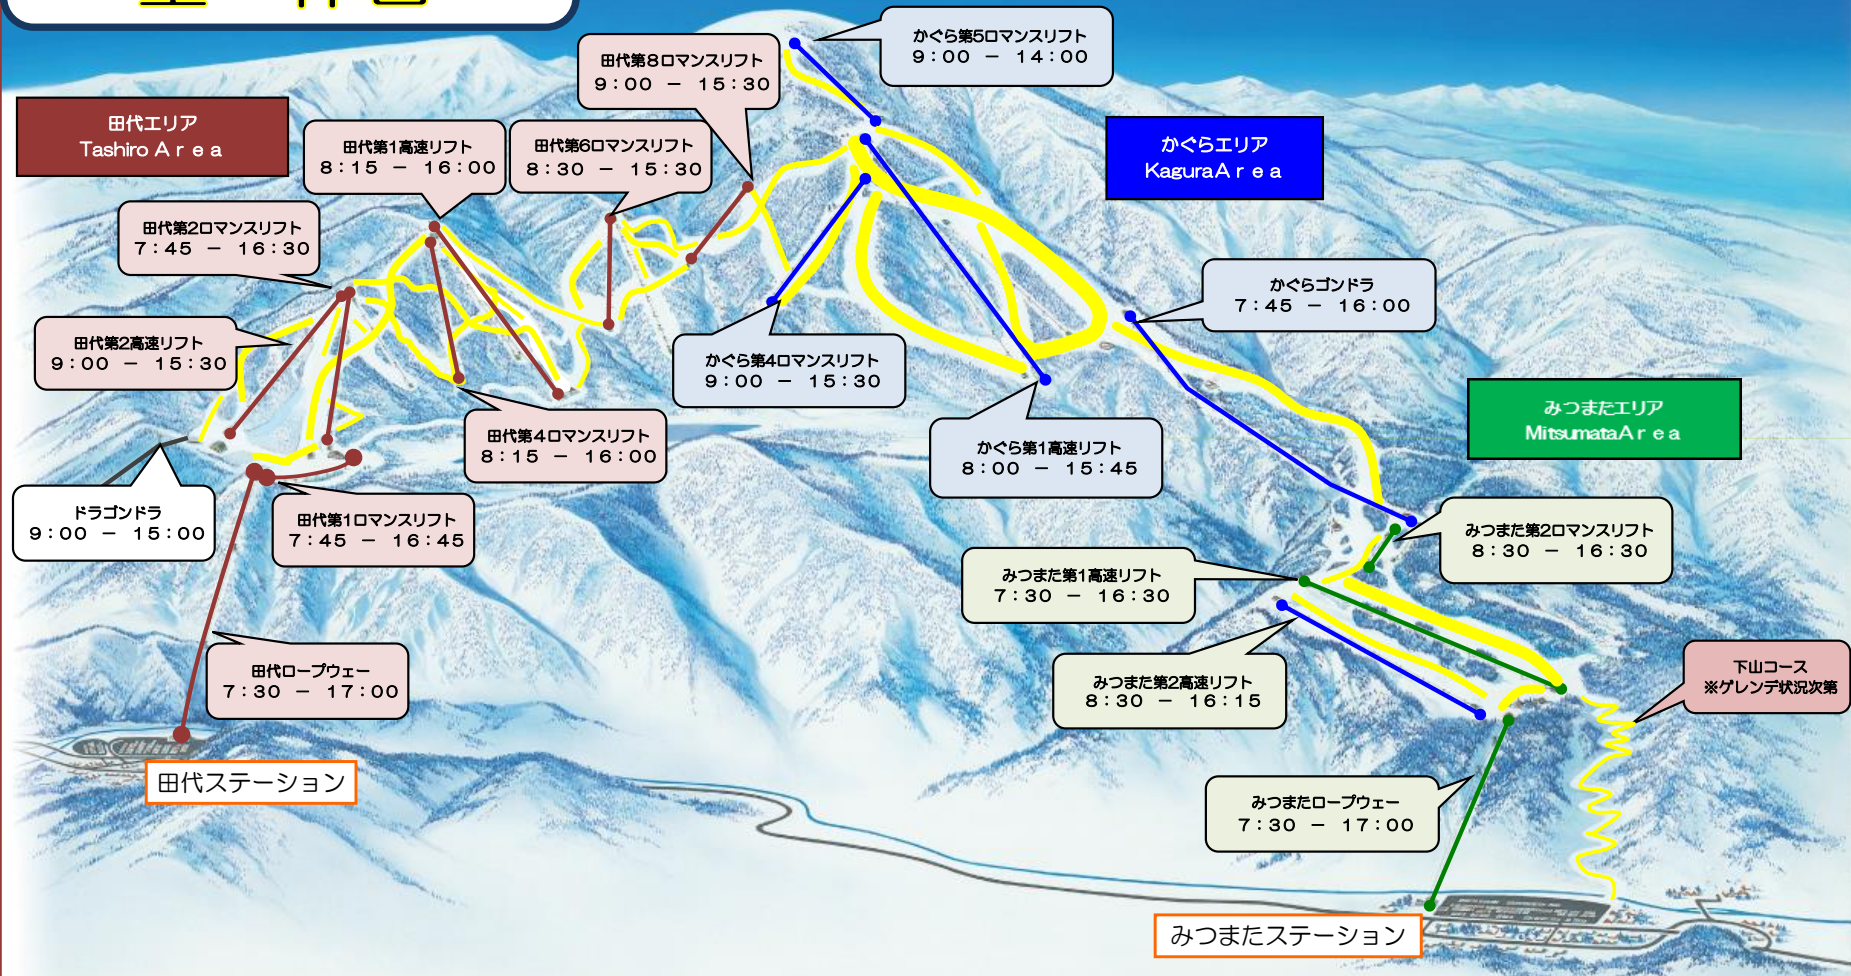 田代エリア
Tashiro Area
田代第8ロマンスリフト
9:00 － 15:30
かぐら第5ロマンスリフト
9:00 － 14:00
かぐらエリア
KaguraArea
田代第1高速リフト
8:15 － 16:00
田代第6ロマンスリフト
8:30 － 15:30
田代第2ロマンスリフト
7:45 － 16:30
田代第2高速リフト
9:00 － 15:30
かぐらゴンドラ
7:45 － 16:00
かぐら第4ロマンスリフト
9:00 － 15:30
かぐら第1高速リフト
8:00 － 15:45
みつまたエリア
MitsumataArea
田代第4ロマンスリフト
8:15 － 16:00
ドラゴンドラ
9:00 － 15:00
田代第1ロマンスリフト
7:45 － 16:45
みつまた第2ロマンスリフト
8:30 － 16:30
みつまた第1高速リフト
7:30 － 16:30
田代ロープウェー
7:30 － 17:00
みつまた第2高速リフト
8:30 － 16:15
下山コース
※ゲレンデ状況次第
田代ステーション
みつまたロープウェー
7:30 － 17:00
みつまたステーション